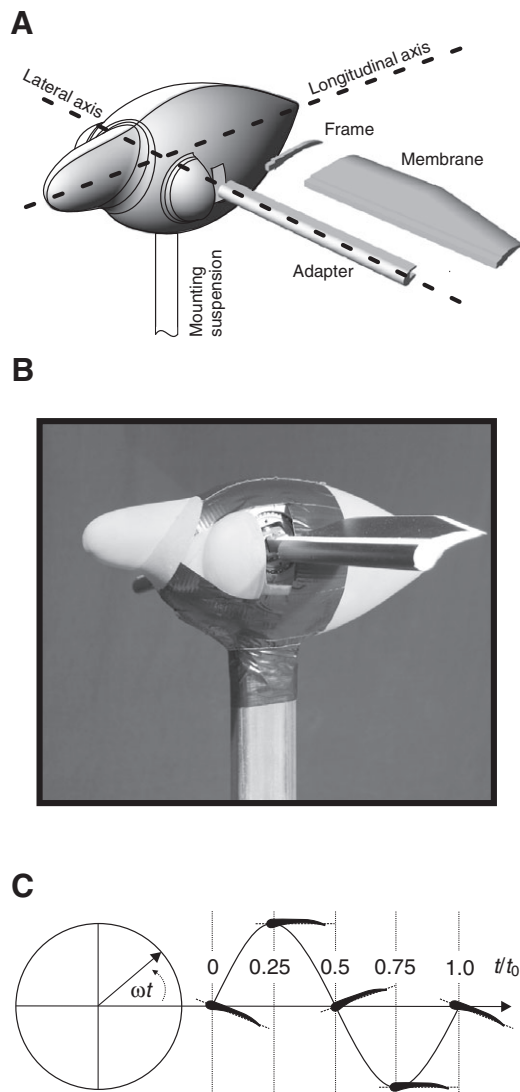 A
Lateral axis
Longitudinal axis
Frame
Membrane
Adapter
Mounting
suspension
B
C
0 0.25 0.5 0.75 1.0 t/t₀
ωt